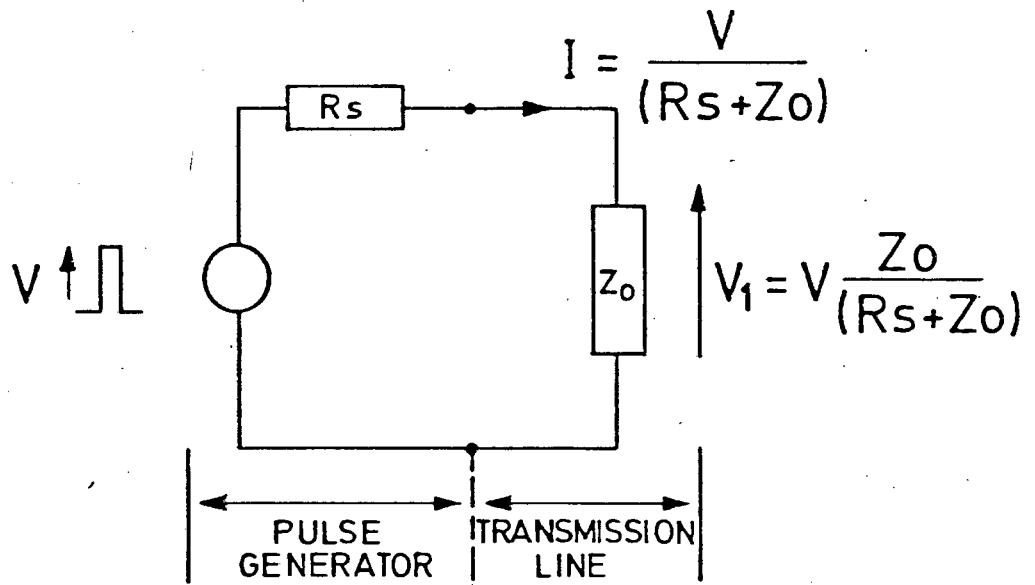 I = V / (Rs+Zo)
Rs
V
Zo
V1 = V Zo / (Rs+Zo)
PULSE GENERATOR
TRANSMISSION LINE